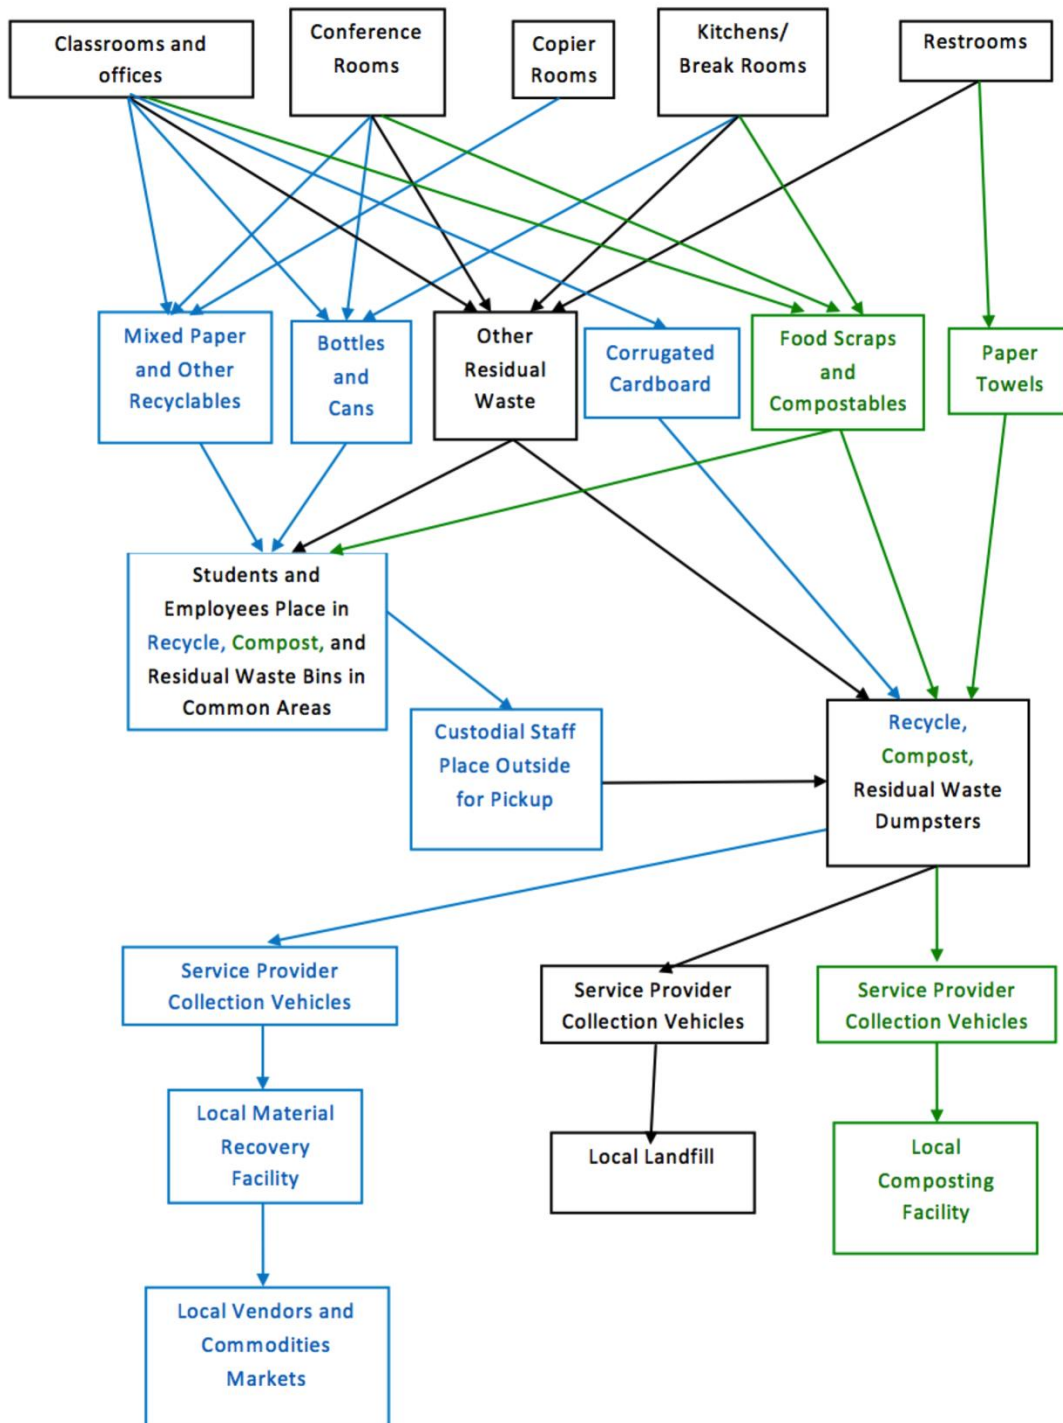 Classrooms and
offices
Conference
Rooms
Copier
Rooms
Kitchens/
Break Rooms
Restrooms
Mixed Paper
and Other
Recyclables
Bottles
and
Cans
Other
Residual
Waste
Corrugated
Cardboard
Food Scraps
and
Compostables
Paper
Towels
Students and
Employees Place in
Recycle, Compost, and
Residual Waste Bins in
Common Areas
Custodial Staff
Place Outside
for Pickup
Recycle,
Compost,
Residual Waste
Dumpsters
Service Provider
Collection Vehicles
Service Provider
Collection Vehicles
Service Provider
Collection Vehicles
Local Material
Recovery
Facility
Local Landfill
Local
Composting
Facility
Local Vendors and
Commodities
Markets